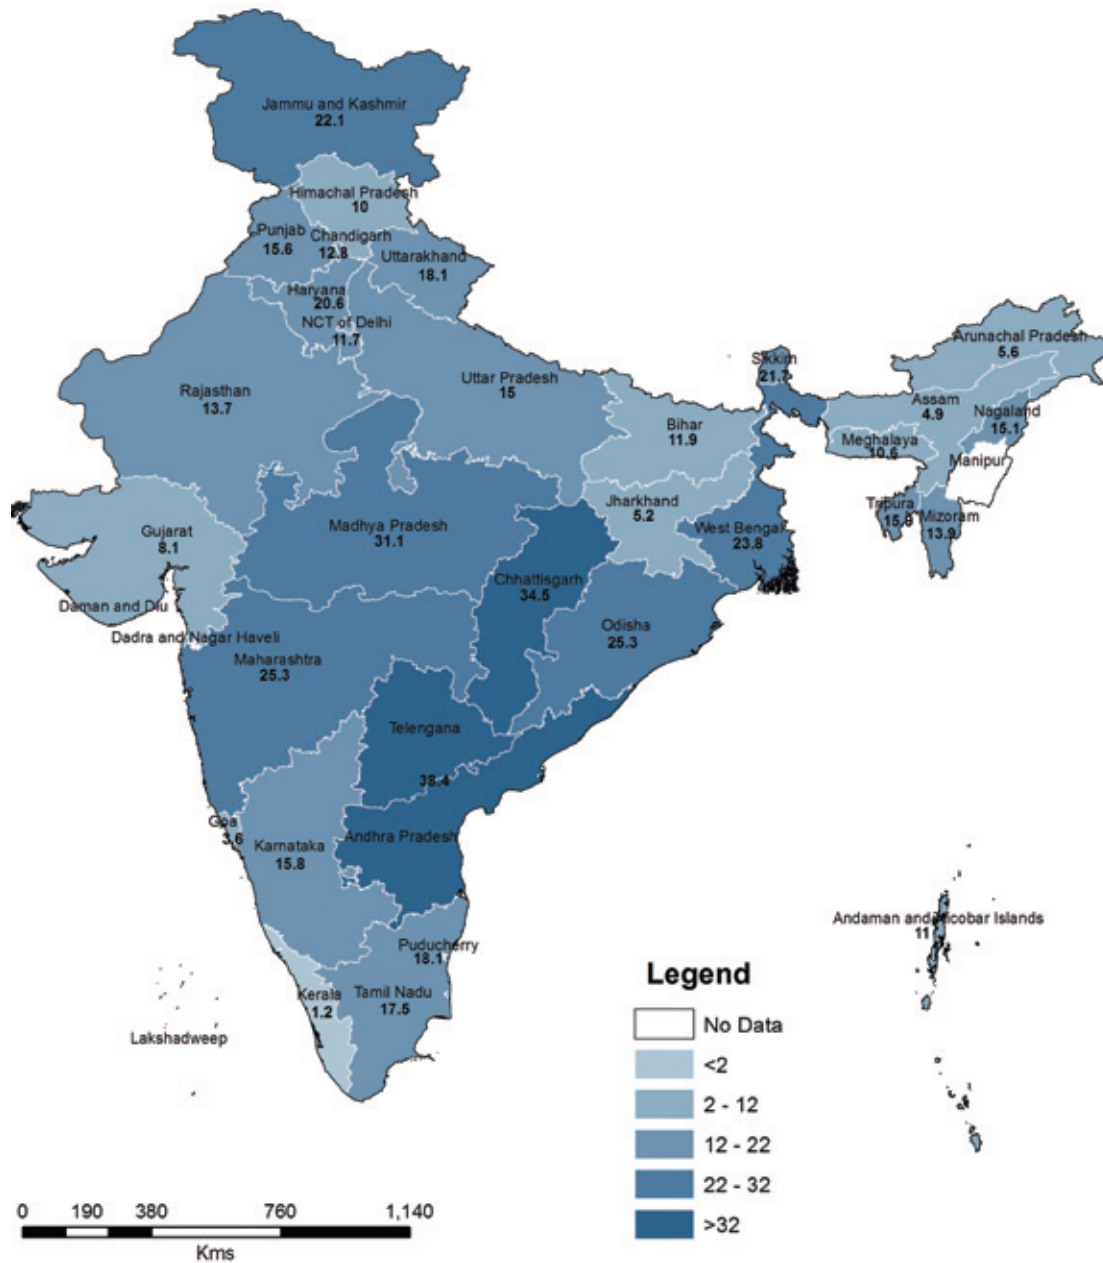 Jammu and Kashmir
22.1
Himachal Pradesh
10
Punjab
15.6
Chandigarh
12.8
Uttarakhand
18.1
Haryana
20.6
NCT of Delhi
11.7
Rajasthan
13.7
Uttar Pradesh
15
Sikkim
21.7
Arunachal Pradesh
5.6
Assam
4.9
Nagaland
15.1
Meghalaya
10.6
Manipur
Bihar
11.9
Jharkhand
5.2
Tripura
15.9
Mizoram
13.9
West Bengal
23.8
Gujarat
8.1
Madhya Pradesh
31.1
Chhattisgarh
34.5
Daman and Diu
Dadra and Nagar Haveli
Odisha
25.3
Maharashtra
25.3
Telengana
38.4
Goa
3.6
Karnataka
15.8
Andhra Pradesh
Andaman and Nicobar Islands
11
Puducherry
18.1
Kerala
1.2
Tamil Nadu
17.5
Lakshadweep
Legend
No Data
<2
2 - 12
12 - 22
22 - 32
>32
0 190 380 760 1,140
Kms